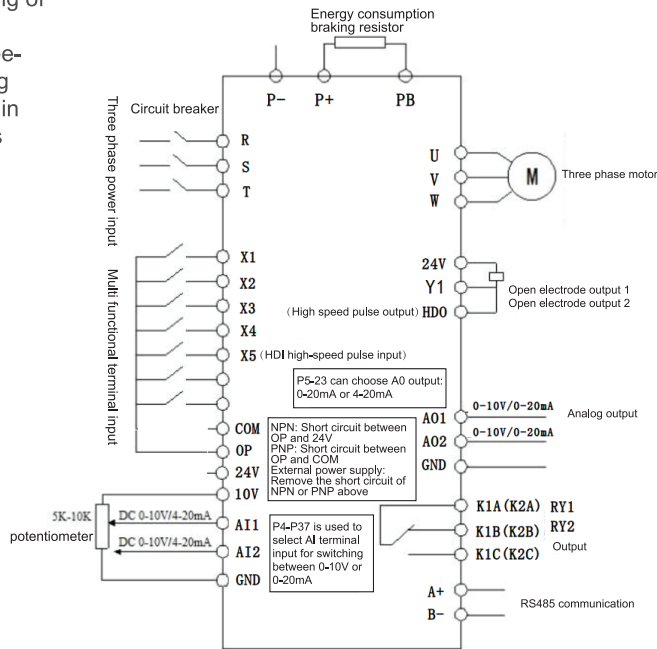 ng of
ee-
g
in
s
Energy consumption
braking resistor
P-
P+
PB
Circuit breaker
Three phase power input
R
S
T
U
V
W
M
Three phase motor
Multi functional terminal input
X1
X2
X3
X4
X5 (HDI high-speed pulse input)
24V
Y1
(High speed pulse output) HDO
Open electrode output 1
Open electrode output 2
P5-23 can choose A0 output:
0-20mA or 4-20mA
COM
OP
24V
10V
NPN: Short circuit between
OP and 24V
PNP: Short circuit between
OP and COM
External power supply:
Remove the short circuit of
NPN or PNP above
AO1
0-10V/0-20mA
AO2
0-10V/0-20mA
GND
Analog output
5K-10K
potentiometer
DC 0-10V/4-20mA
AI1
DC 0-10V/4-20mA
AI2
GND
P4-P37 is used to
select AI terminal
input for switching
between 0-10V or
0-20mA
K1A(K2A) RY1
K1B(K2B) RY2
K1C(K2C)
Output
A+
B-
RS485 communication